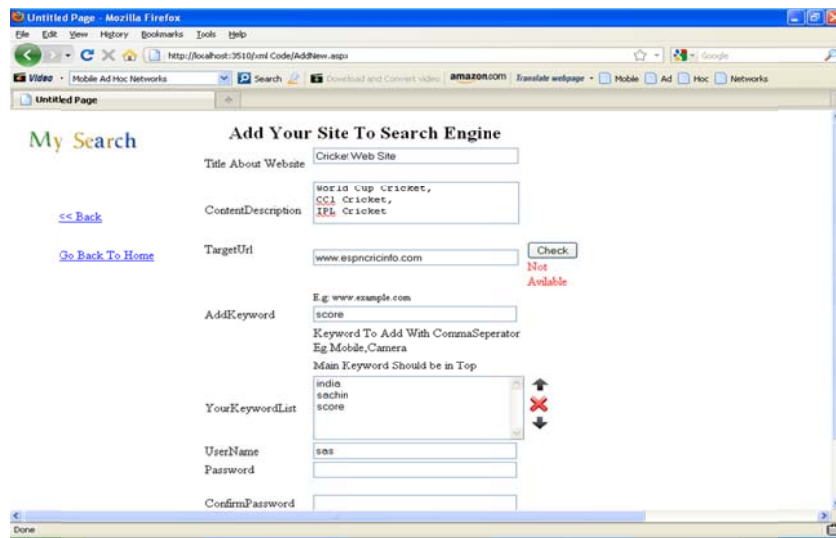 Untitled Page - Mozilla Firefox
File Edit View History Bookmarks Tools Help
http://localhost:3510/xml Code/AddNew.aspx
Google
Video Mobile Ad Hoc Networks Search Download and Convert video amazon.com Translate webpage Mobile Ad Hoc Networks
Untitled Page
My Search
Add Your Site To Search Engine
Title About Website Cricket Web Site
ContentDescription World Cup Cricket,
CCl Cricket,
IPL Cricket
<< Back
Go Back To Home
TargetUrl www.espncricinfo.com Check
Not
Avilable
E.g: www.example.com
AddKeyword score
Keyword To Add With CommaSeperator
Eg.Mobile,Camera
Main Keyword Should be in Top
YourKeywordList india
sachin
score
UserName sas
Password
ConfirmPassword
Done